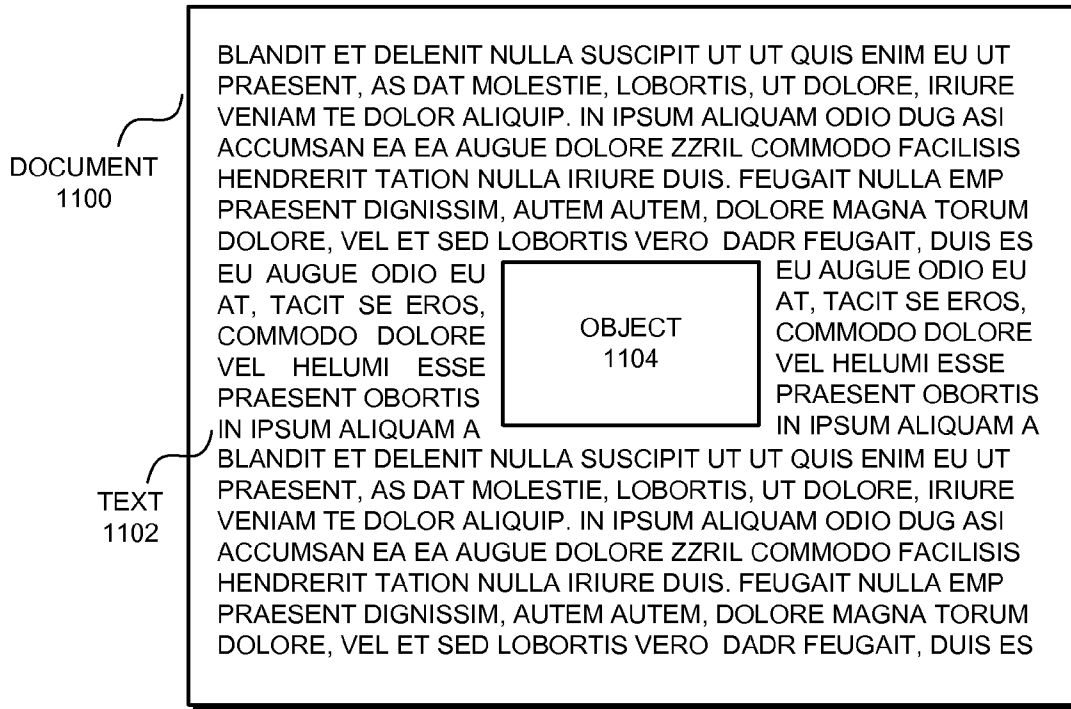 BLANDIT ET DELENIT NULLA SUSCIPIT UT UT QUIS ENIM EU UT
PRAESENT, AS DAT MOLESTIE, LOBORTIS, UT DOLORE, IRIURE
VENIAM TE DOLOR ALIQUIP. IN IPSUM ALIQUAM ODIO DUG ASI
ACCUMSAN EA EA AUGUE DOLORE ZZRIL COMMODO FACILISIS
HENDRERIT TATION NULLA IRIURE DUIS. FEUGAIT NULLA EMP
PRAESENT DIGNISSIM, AUTEM AUTEM, DOLORE MAGNA TORUM
DOLORE, VEL ET SED LOBORTIS VERO DADR FEUGAIT, DUIS ES
EU AUGUE ODIO EU
AT, TACIT SE EROS,
COMMODO DOLORE
VEL HELUMI ESSE
PRAESENT OBORTIS
IN IPSUM ALIQUAM A
OBJECT
1104
EU AUGUE ODIO EU
AT, TACIT SE EROS,
COMMODO DOLORE
VEL HELUMI ESSE
PRAESENT OBORTIS
IN IPSUM ALIQUAM A
BLANDIT ET DELENIT NULLA SUSCIPIT UT UT QUIS ENIM EU UT
PRAESENT, AS DAT MOLESTIE, LOBORTIS, UT DOLORE, IRIURE
VENIAM TE DOLOR ALIQUIP. IN IPSUM ALIQUAM ODIO DUG ASI
ACCUMSAN EA EA AUGUE DOLORE ZZRIL COMMODO FACILISIS
HENDRERIT TATION NULLA IRIURE DUIS. FEUGAIT NULLA EMP
PRAESENT DIGNISSIM, AUTEM AUTEM, DOLORE MAGNA TORUM
DOLORE, VEL ET SED LOBORTIS VERO DADR FEUGAIT, DUIS ES
DOCUMENT
1100
TEXT
1102